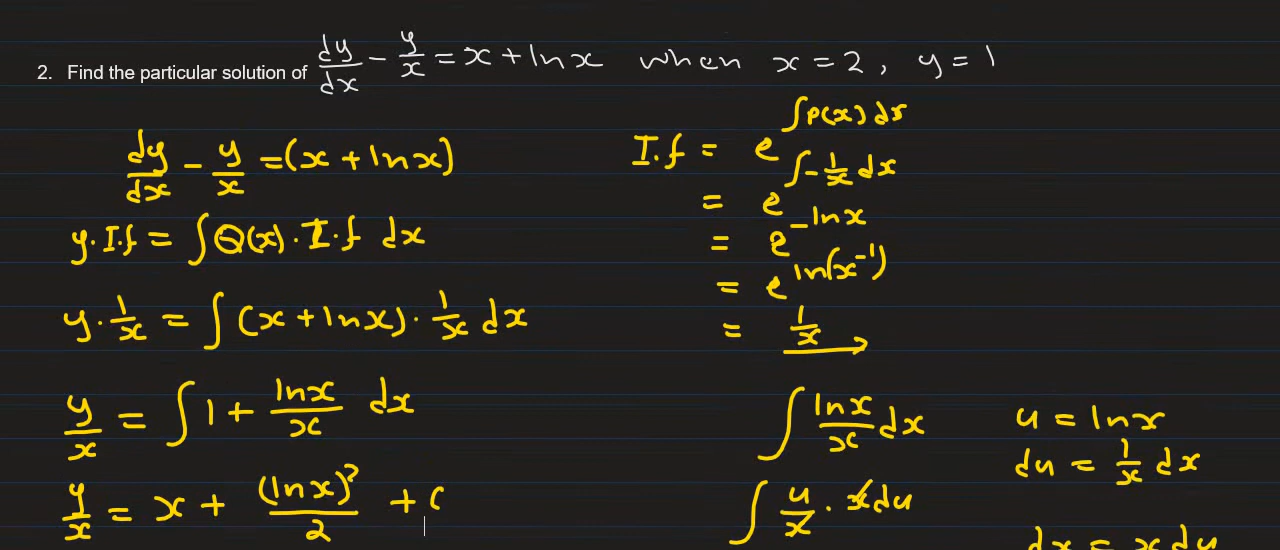 2. Find the particular solution of dy/dx - y/x = x + ln x when x = 2, y = 1
dy/dx - y/x = (x + ln x)
y · I.f = ∫ Q(x) · I.f dx
y · 1/x = ∫ (x + ln x) · 1/x dx
y/x = ∫ 1 + ln x/x dx
y/x = x + (ln x)²/2 + C
I.f = e^∫P(x) dx
= e^∫-1/x dx
= e^-ln x
= e^ln(x⁻¹)
= 1/x
∫ ln x/x dx
∫ u/x · x du
u = ln x
du = 1/x dx
dx = x du